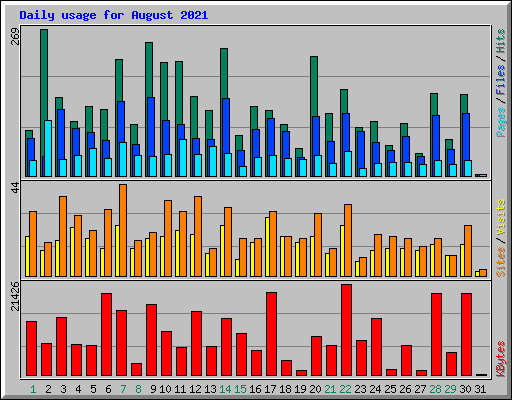 Daily usage for August 2021
269
Pages / Files / Hits
44
Sites / Visits
21426
KBytes
1 2 3 4 5 6 7 8 9 10 11 12 13 14 15 16 17 18 19 20 21 22 23 24 25 26 27 28 29 30 31